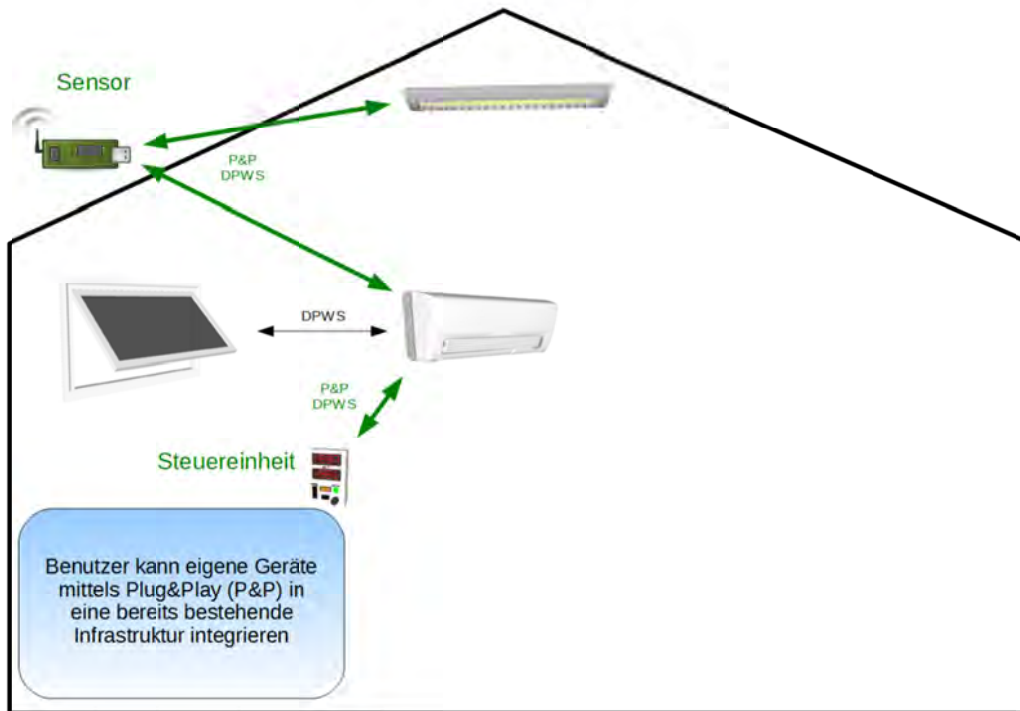 Sensor
P&P
DPWS
DPWS
P&P
DPWS
Steuereinheit
Benutzer kann eigene Geräte
mittels Plug&Play (P&P) in
eine bereits bestehende
Infrastruktur integrieren